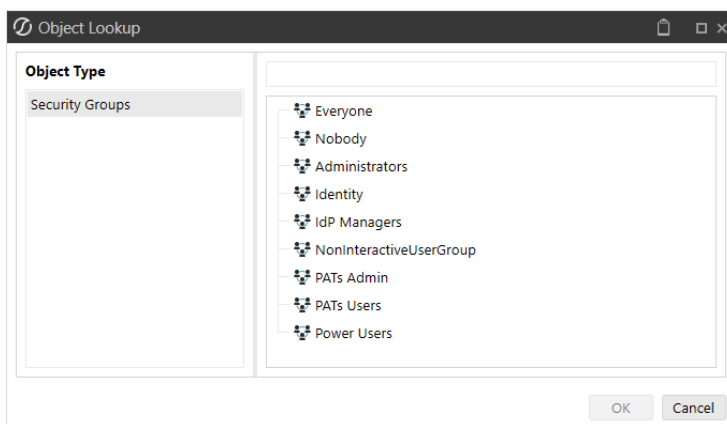 Object Lookup
Object Type
Security Groups
Everyone
Nobody
Administrators
Identity
IdP Managers
NonInteractiveUserGroup
PATs Admin
PATs Users
Power Users
OK
Cancel